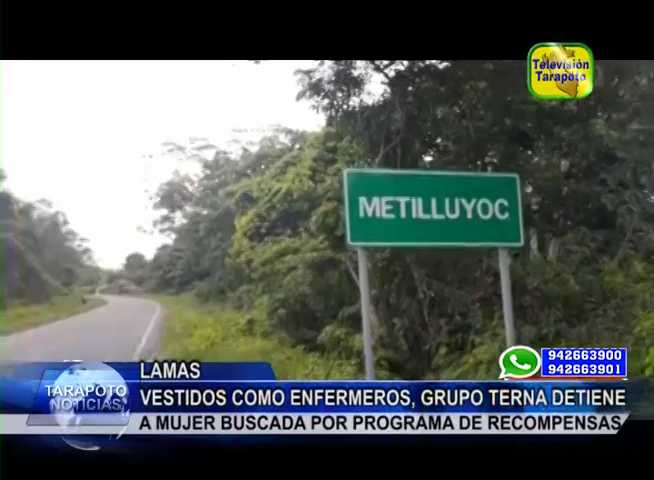 Televisión
Tarapoto
METILLUYOC
942663900
942663901
LAMAS
TARAPOTO
NOTICIAS
VESTIDOS COMO ENFERMEROS, GRUPO TERNA DETIENE
A MUJER BUSCADA POR PROGRAMA DE RECOMPENSAS